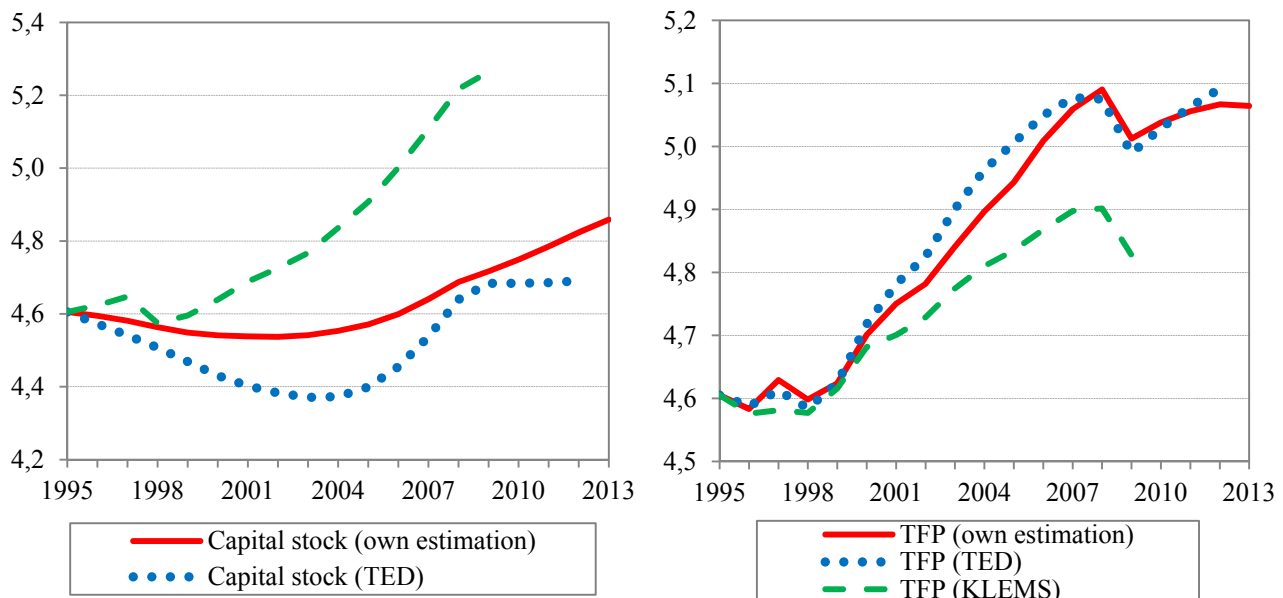 5,4
5,2
5,0
4,8
4,6
4,4
4,2
1995 1998 2001 2004 2007 2010 2013
Capital stock (own estimation)
Capital stock (TED)
5,2
5,1
5,0
4,9
4,8
4,7
4,6
4,5
1995 1998 2001 2004 2007 2010 2013
TFP (own estimation)
TFP (TED)
TFP (KLEMS)